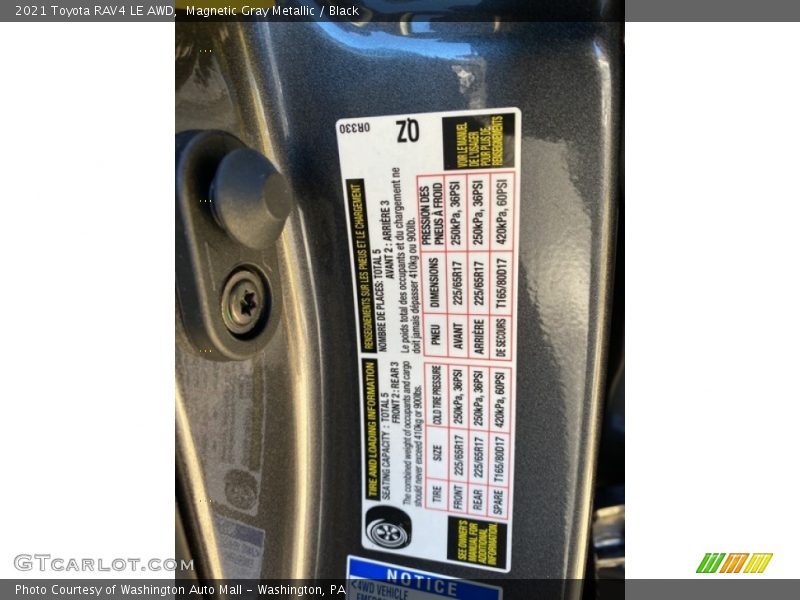 2021 Toyota RAV4 LE AWD,  Magnetic Gray Metallic / Black
TIRE AND LOADING INFORMATION
SEATING CAPACITY : TOTAL 5
FRONT 2 : REAR 3
The combined weight of occupants and cargo
should never exceed 410kg or 900lbs.
TIRE SIZE COLD TIRE PRESSURE
FRONT 225/65R17 250kPa, 36PSI
REAR 225/65R17 250kPa, 36PSI
SPARE T165/80D17 420kPa, 60PSI
SEE OWNER'S
MANUAL FOR
ADDITIONAL
INFORMATION
RENSEIGNEMENTS SUR LES PNEUS ET LE CHARGEMENT
NOMBRE DE PLACES: TOTAL 5
AVANT 2 : ARRIÈRE 3
Le poids total des occupants et du chargement ne
doit jamais dépasser 410kg ou 900lb.
PNEU DIMENSIONS PRESSION DES
PNEUS À FROID
AVANT 225/65R17 250kPa, 36PSI
ARRIÈRE 225/65R17 250kPa, 36PSI
DE SECOURS T165/80D17 420kPa, 60PSI
VOIR LE MANUEL
DE L'USAGER
POUR PLUS DE
RENSEIGNEMENTS
0R330
QZ
NOTICE
<4WD VEHICLE
GTCarlot.com
Photo Courtesy of Washington Auto Mall - Washington, PA